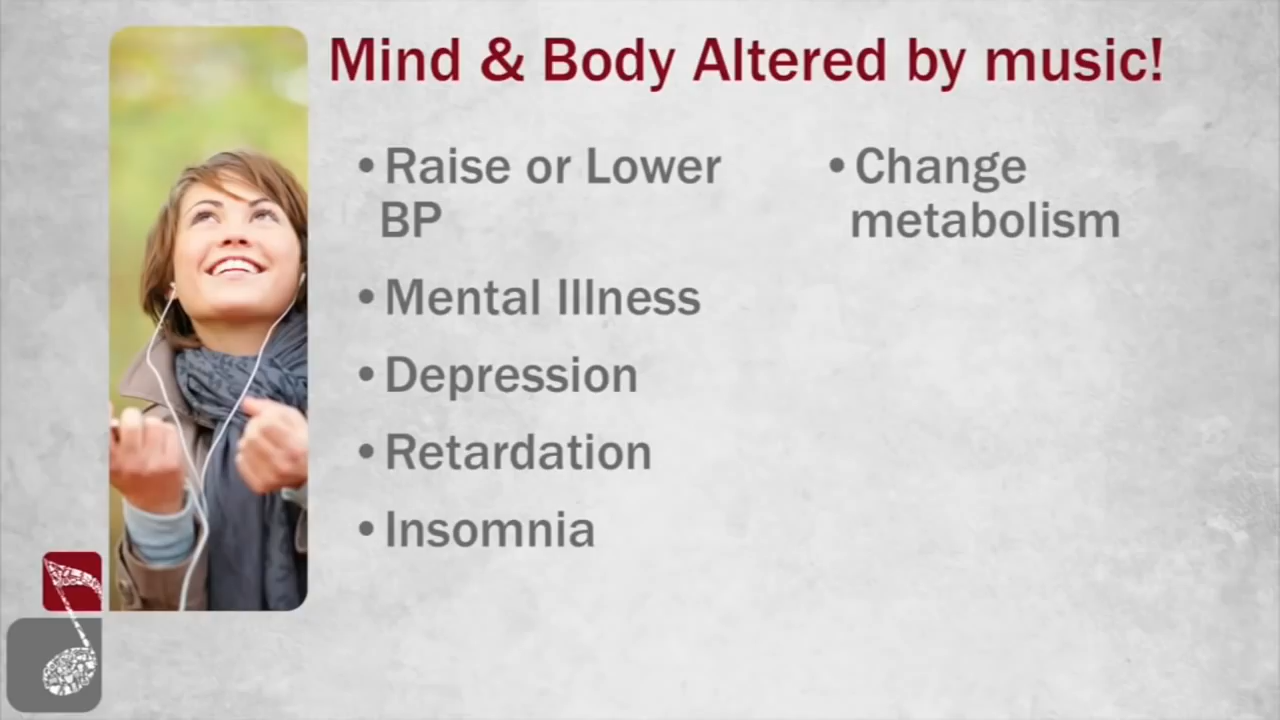 Mind & Body Altered by music!
• Raise or Lower
BP
• Mental Illness
• Depression
• Retardation
• Insomnia
• Change
metabolism